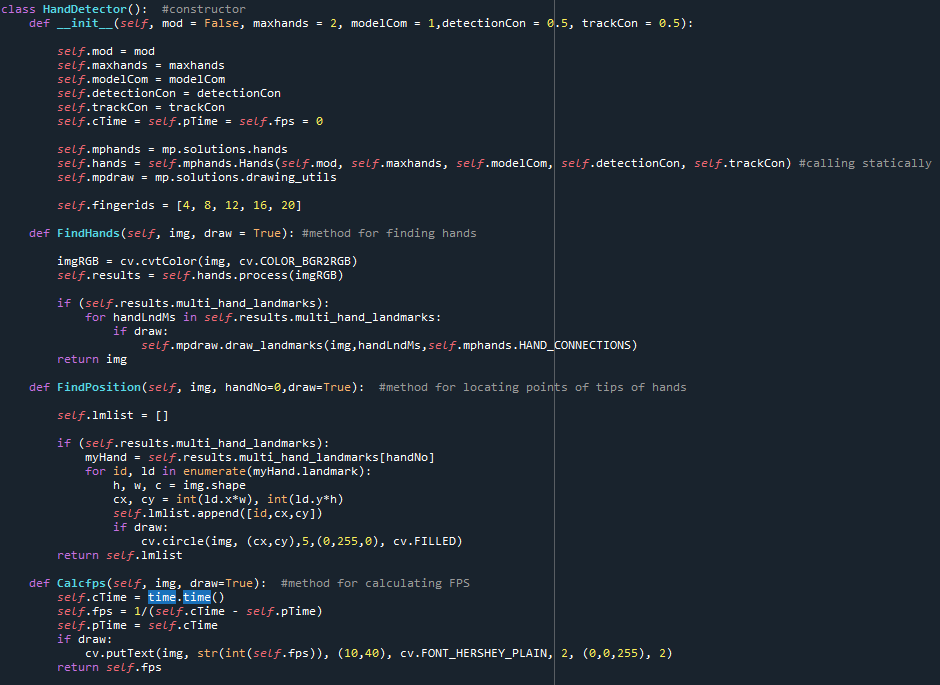 class HandDetector():  #constructor
    def __init__(self, mod = False, maxhands = 2, modelCom = 1,detectionCon = 0.5, trackCon = 0.5):
        self.mod = mod
        self.maxhands = maxhands
        self.modelCom = modelCom
        self.detectionCon = detectionCon
        self.trackCon = trackCon
        self.cTime = self.pTime = self.fps = 0
        self.mphands = mp.solutions.hands
        self.hands = self.mphands.Hands(self.mod, self.maxhands, self.modelCom, self.detectionCon, self.trackCon) #calling statically
        self.mpdraw = mp.solutions.drawing_utils
        self.fingerids = [4, 8, 12, 16, 20]
    def FindHands(self, img, draw = True): #method for finding hands
        imgRGB = cv.cvtColor(img, cv.COLOR_BGR2RGB)
        self.results = self.hands.process(imgRGB)
        if (self.results.multi_hand_landmarks):
            for handLndMs in self.results.multi_hand_landmarks:
                if draw:
                    self.mpdraw.draw_landmarks(img,handLndMs,self.mphands.HAND_CONNECTIONS)
        return img
    def FindPosition(self, img, handNo=0,draw=True):  #method for locating points of tips of hands
        self.lmlist = []
        if (self.results.multi_hand_landmarks):
            myHand = self.results.multi_hand_landmarks[handNo]
            for id, ld in enumerate(myHand.landmark):
                h, w, c = img.shape
                cx, cy = int(ld.x*w), int(ld.y*h)
                self.lmlist.append([id,cx,cy])
                if draw:
                    cv.circle(img, (cx,cy),5,(0,255,0), cv.FILLED)
        return self.lmlist
    def Calcfps(self, img, draw=True):  #method for calculating FPS
        self.cTime = time.time()
        self.fps = 1/(self.cTime - self.pTime)
        self.pTime = self.cTime
        if draw:
            cv.putText(img, str(int(self.fps)), (10,40), cv.FONT_HERSHEY_PLAIN, 2, (0,0,255), 2)
        return self.fps